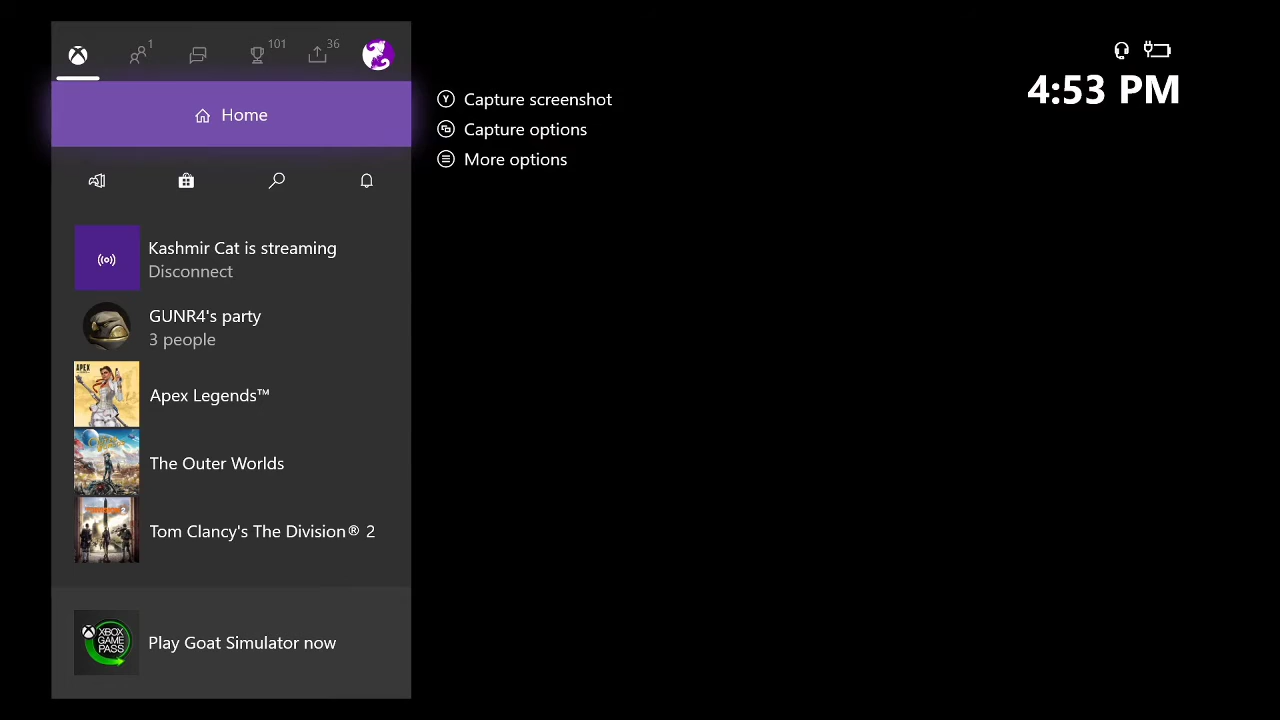 1
101
36
4:53 PM
Home
Y Capture screenshot
Capture options
More options
Kashmir Cat is streaming
Disconnect
GUNR4's party
3 people
APEX
Apex Legends™
The Outer Worlds
Tom Clancy's The Division® 2
XBOX
GAME
PASS
Play Goat Simulator now